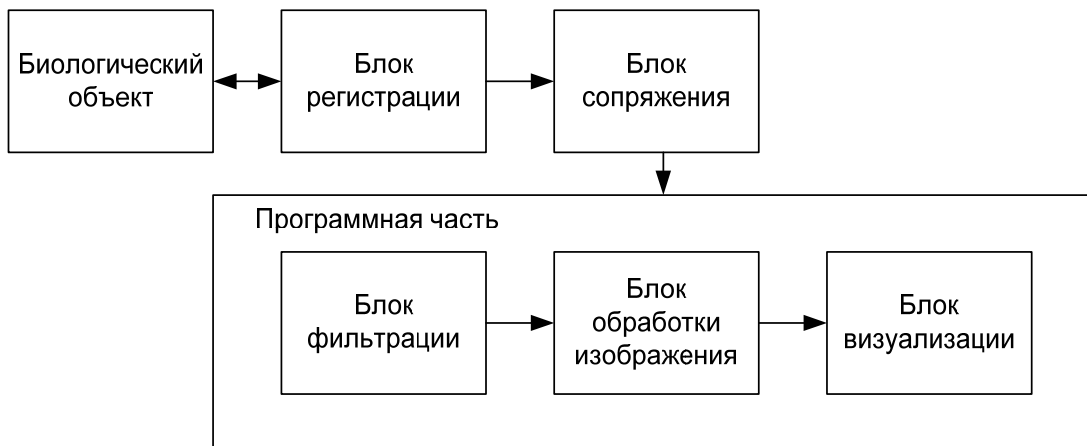 Биологический
объект
Блок
регистрации
Блок
сопряжения
Программная часть
Блок
фильтрации
Блок
обработки
изображения
Блок
визуализации